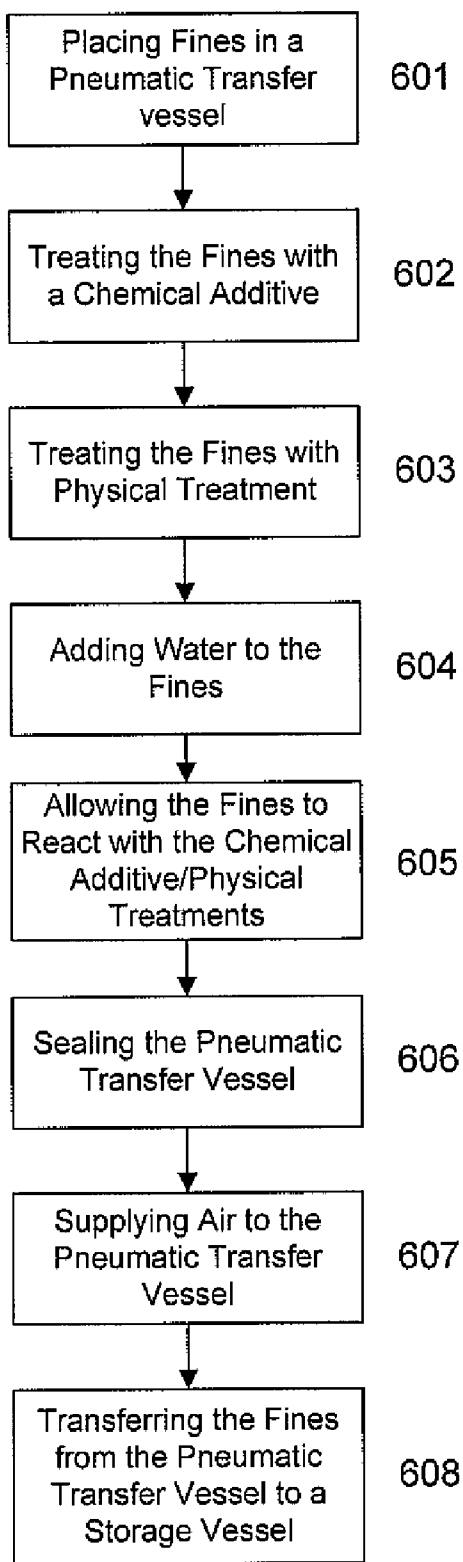 Placing Fines in a
Pneumatic Transfer
vessel
601
Treating the Fines with
a Chemical Additive
602
Treating the Fines with
Physical Treatment
603
Adding Water to the
Fines
604
Allowing the Fines to
React with the Chemical
Additive/Physical
Treatments
605
Sealing the Pneumatic
Transfer Vessel
606
Supplying Air to the
Pneumatic Transfer
Vessel
607
Transferring the Fines
from the Pneumatic
Transfer Vessel to a
Storage Vessel
608